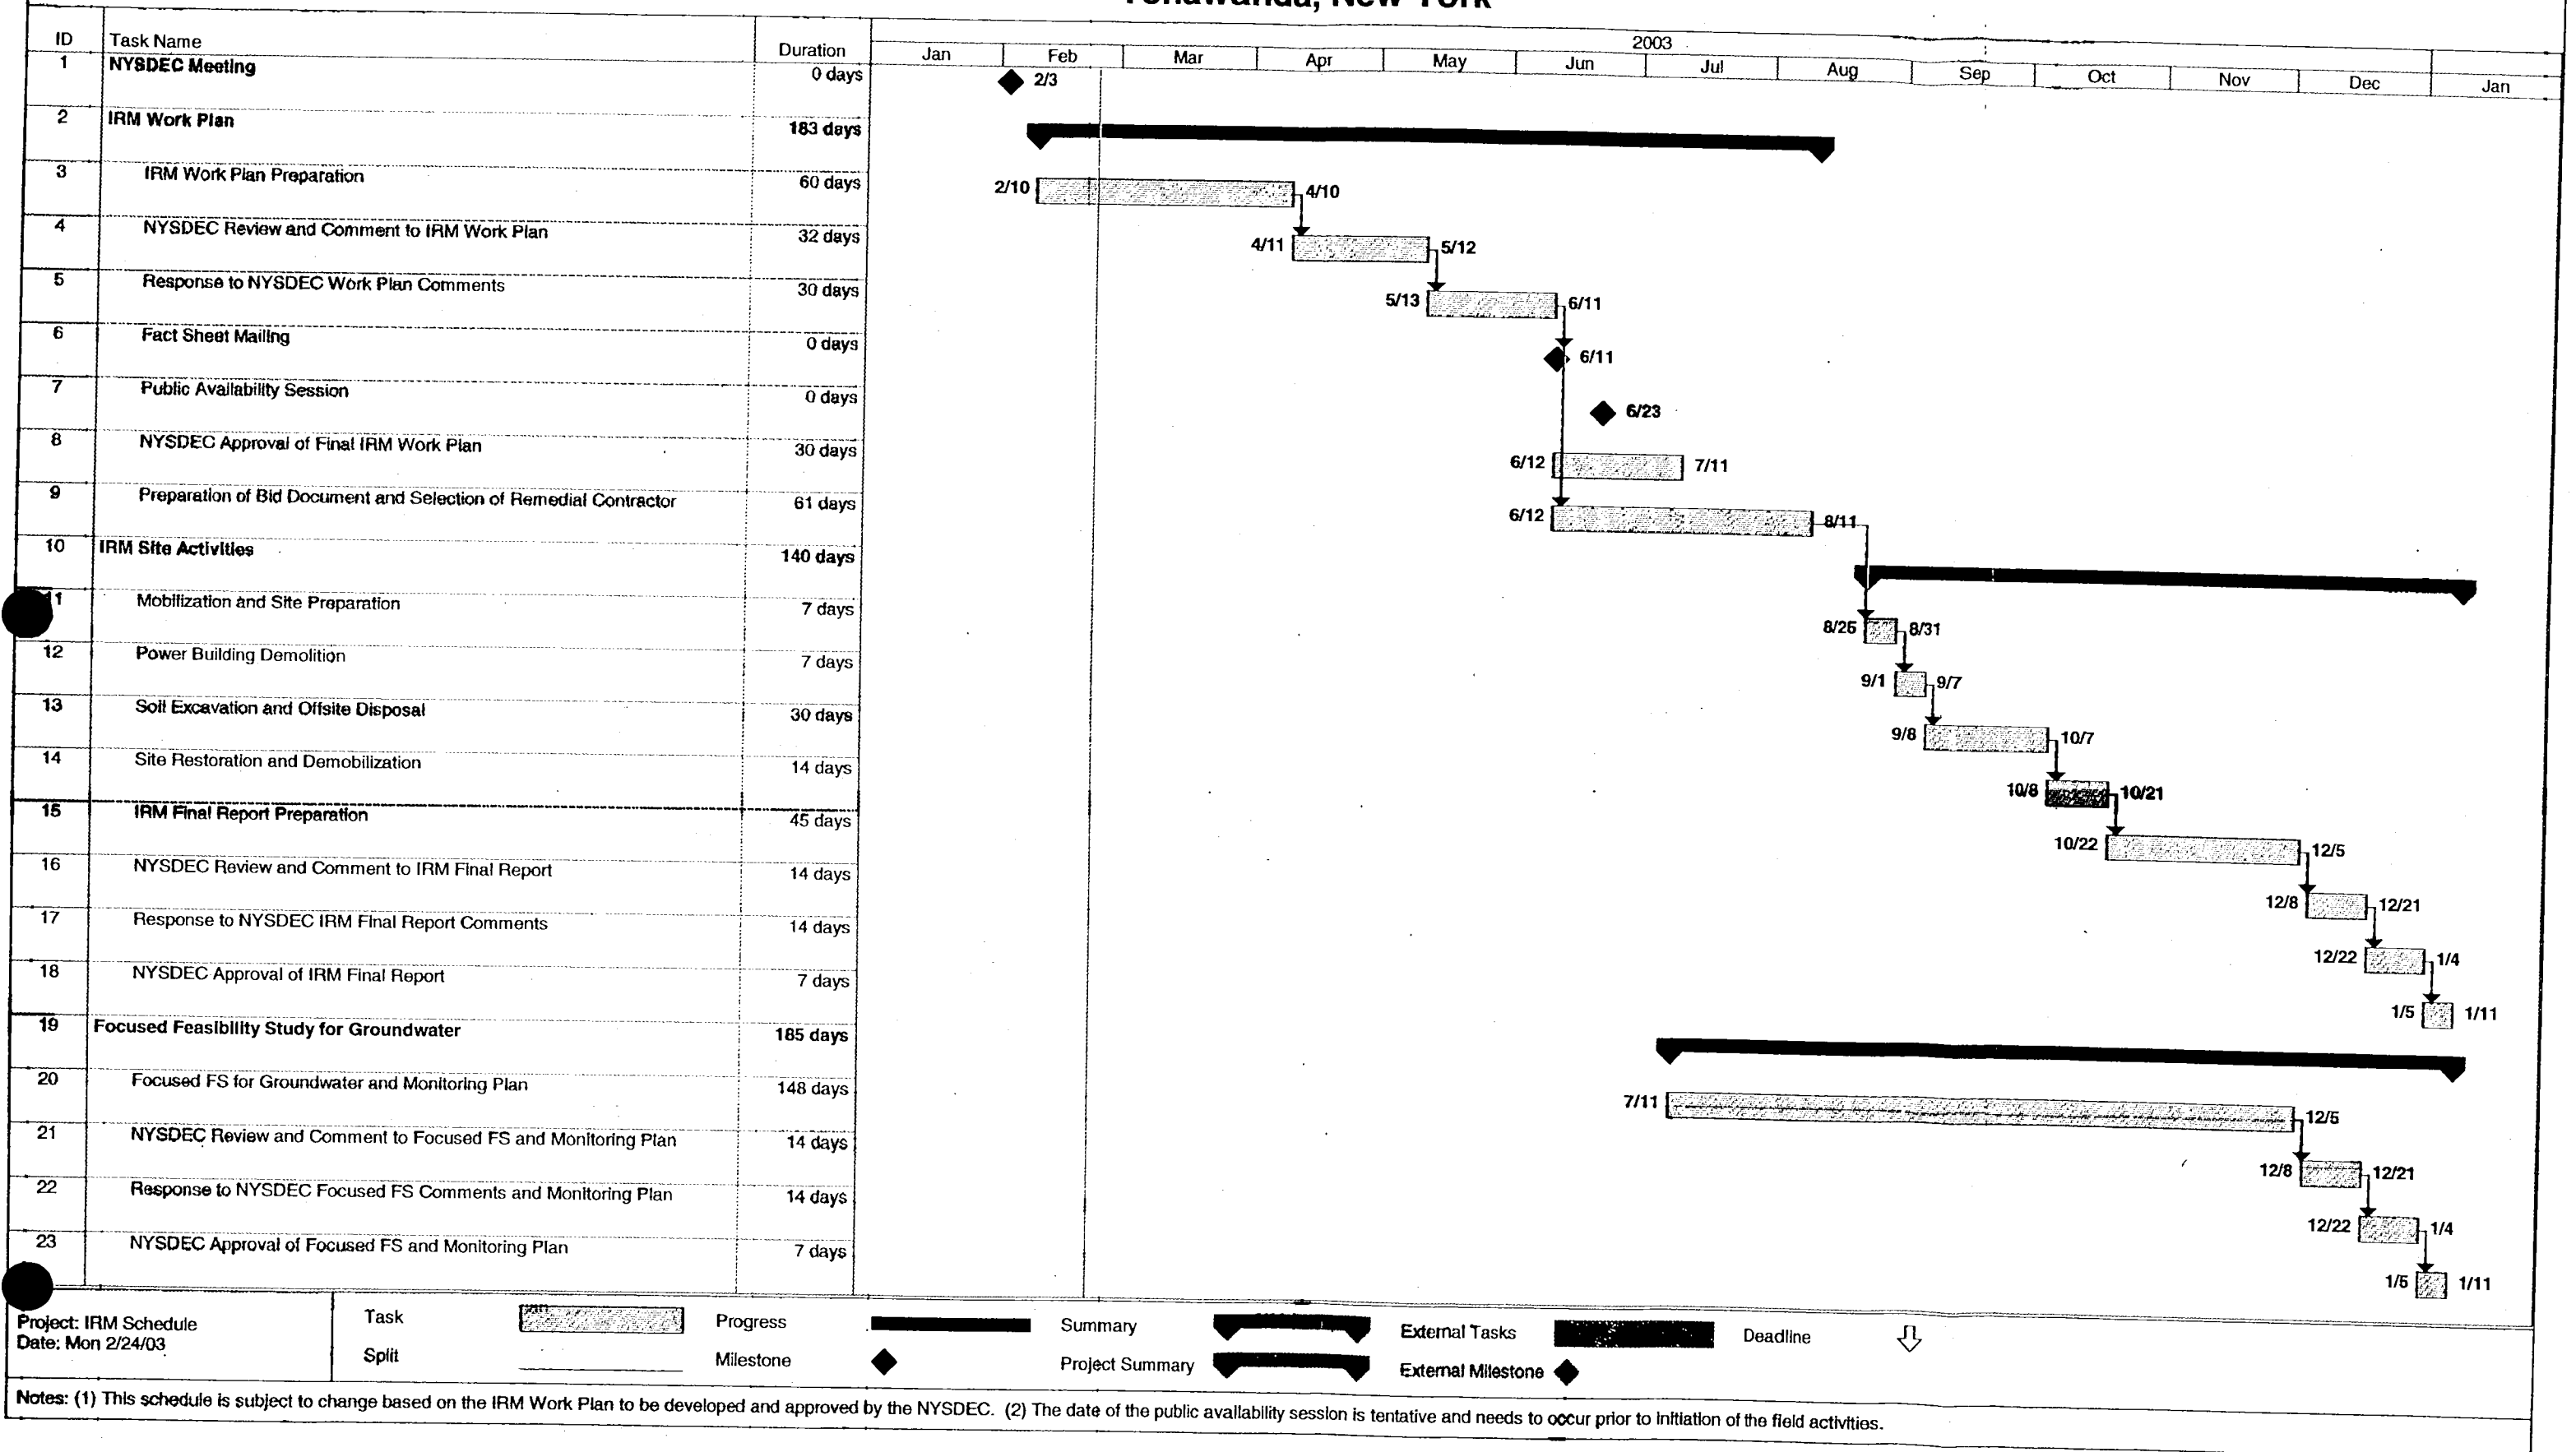 Tonawanda, New York
ID Task Name Duration 2003
Jan Feb Mar Apr May Jun Jul Aug Sep Oct Nov Dec Jan
1 NYSDEC Meeting 0 days 2/3
2 IRM Work Plan 183 days
3 IRM Work Plan Preparation 60 days 2/10 4/10
4 NYSDEC Review and Comment to IRM Work Plan 32 days 4/11 5/12
5 Response to NYSDEC Work Plan Comments 30 days 5/13 6/11
6 Fact Sheet Mailing 0 days 6/11
7 Public Availability Session 0 days 6/23
8 NYSDEC Approval of Final IRM Work Plan 30 days 6/12 7/11
9 Preparation of Bid Document and Selection of Remedial Contractor 61 days 6/12 8/11
10 IRM Site Activities 140 days
11 Mobilization and Site Preparation 7 days 8/25 8/31
12 Power Building Demolition 7 days 9/1 9/7
13 Soil Excavation and Offsite Disposal 30 days 9/8 10/7
14 Site Restoration and Demobilization 14 days 10/8 10/21
15 IRM Final Report Preparation 45 days 10/22 12/5
16 NYSDEC Review and Comment to IRM Final Report 14 days 12/8 12/21
17 Response to NYSDEC IRM Final Report Comments 14 days 12/22 1/4
18 NYSDEC Approval of IRM Final Report 7 days 1/5 1/11
19 Focused Feasibility Study for Groundwater 185 days
20 Focused FS for Groundwater and Monitoring Plan 148 days 7/11 12/5
21 NYSDEC Review and Comment to Focused FS and Monitoring Plan 14 days 12/8 12/21
22 Response to NYSDEC Focused FS Comments and Monitoring Plan 14 days 12/22 1/4
23 NYSDEC Approval of Focused FS and Monitoring Plan 7 days 1/5 1/11
Project: IRM Schedule
Date: Mon 2/24/03
Task Progress Summary External Tasks Deadline
Split Milestone Project Summary External Milestone
Notes: (1) This schedule is subject to change based on the IRM Work Plan to be developed and approved by the NYSDEC. (2) The date of the public availability session is tentative and needs to occur prior to initiation of the field activities.